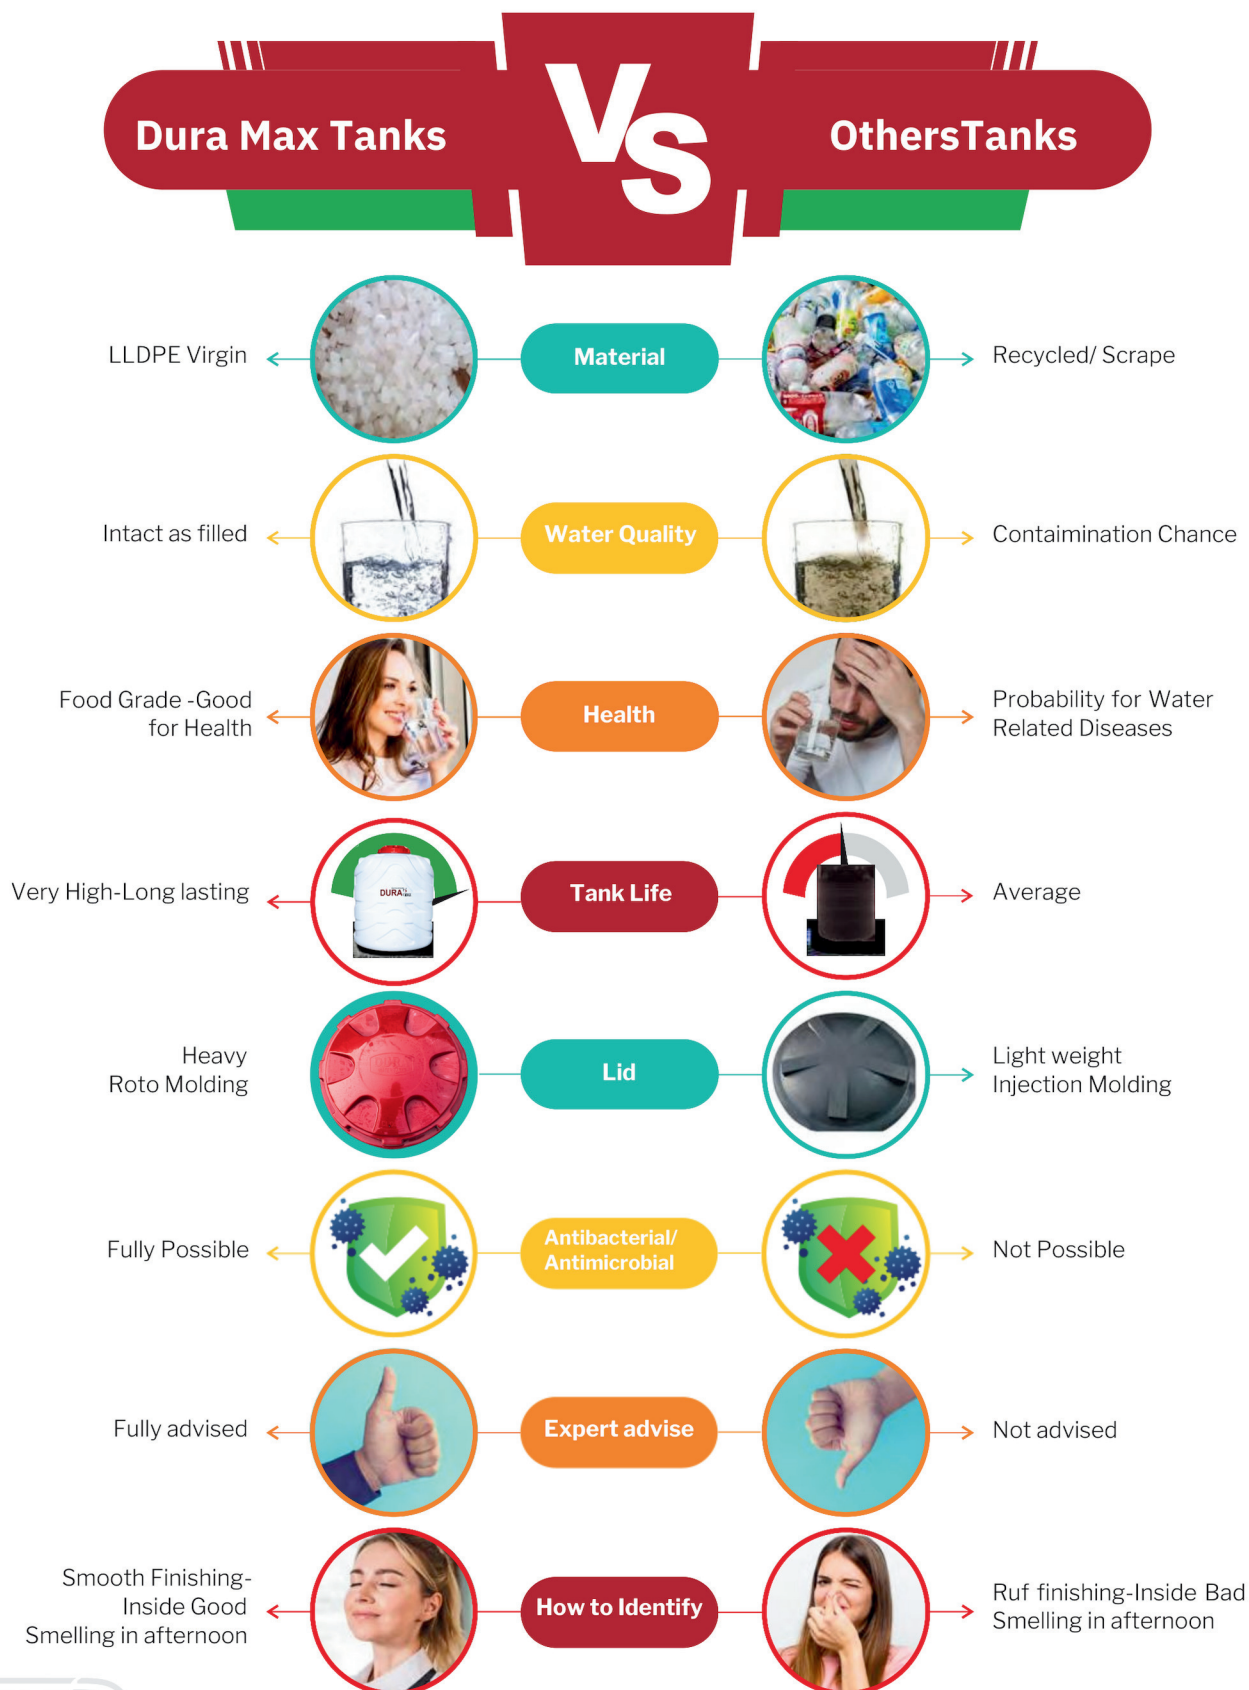 Dura Max Tanks
VS
OthersTanks
LLDPE Virgin
Material
Recycled/ Scrape
Intact as filled
Water Quality
Contaimination Chance
Food Grade -Good
for Health
Health
Probability for Water
Related Diseases
Very High-Long lasting
DURA
Tank Life
Average
Heavy
Roto Molding
Lid
Light weight
Injection Molding
Fully Possible
Antibacterial/
Antimicrobial
Not Possible
Fully advised
Expert advise
Not advised
Smooth Finishing-
Inside Good
Smelling in afternoon
How to Identify
Ruf finishing-Inside Bad
Smelling in afternoon